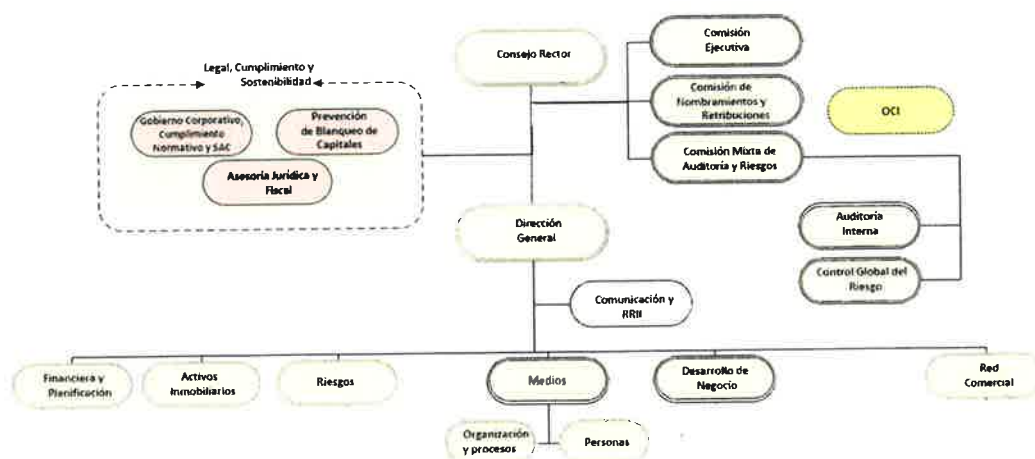 Consejo Rector
Comisión
Ejecutiva
Legal, Cumplimiento y
Sostenibilidad
Comisión de
Nombramientos y
Retribuciones
OCI
Gobierno Corporativo,
Cumplimiento
Normativo y SAC
Prevención
de Blanqueo de
Capitales
Comisión Mixta de
Auditoría y Riesgos
Asesoría Jurídica y
Fiscal
Dirección
General
Auditoría
Interna
Control Global del
Riesgo
Comunicación y
RRII
Financiera y
Planificación
Activos
Inmobiliarios
Riesgos
Medios
Desarrollo de
Negocio
Red
Comercial
Organización
y procesos
Personas